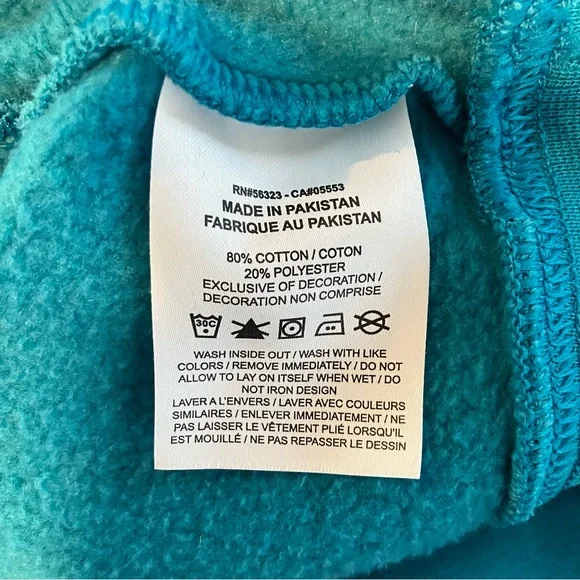 RN#56323 - CA#05553
MADE IN PAKISTAN
FABRIQUE AU PAKISTAN
80% COTTON / COTON
20% POLYESTER
EXCLUSIVE OF DECORATION /
DECORATION NON COMPRISE
30C
WASH INSIDE OUT / WASH WITH LIKE
COLORS / REMOVE IMMEDIATELY / DO NOT
ALLOW TO LAY ON ITSELF WHEN WET / DO
NOT IRON DESIGN
LAVER A L'ENVERS / LAVER AVEC COULEURS
SIMILAIRES / ENLEVER IMMEDIATEMENT / NE
PAS LAISSER LE VÊTEMENT PLIÉ LORSQU'IL
EST MOUILLÉ / NE PAS REPASSER LE DESSIN